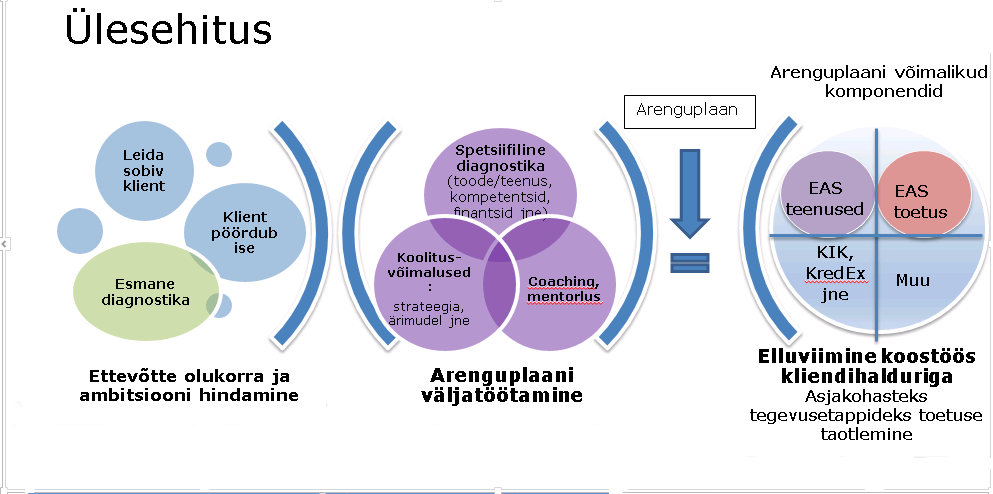 Ülesehitus
Leida
sobiv
klient
Klient
pöördub
ise
Esmane
diagnostika
Ettevõtte olukorra ja
ambitsiooni hindamine
Spetsiifiline
diagnostika
(toode/teenus,
kompetentsid,
finantsid jne)
Koolitus-
võimalused
:
strateegia,
ärimudel jne
Coaching,
mentorlus
Arenguplaani
väljatöötamine
Arenguplaan
Arenguplaani võimalikud
komponendid
EAS
teenused
EAS
toetus
KIK,
KredEx
jne
Muu
Elluviimine koostöös
kliendihalduriga
Asjakohasteks
tegevusetappideks toetuse
taotlemine